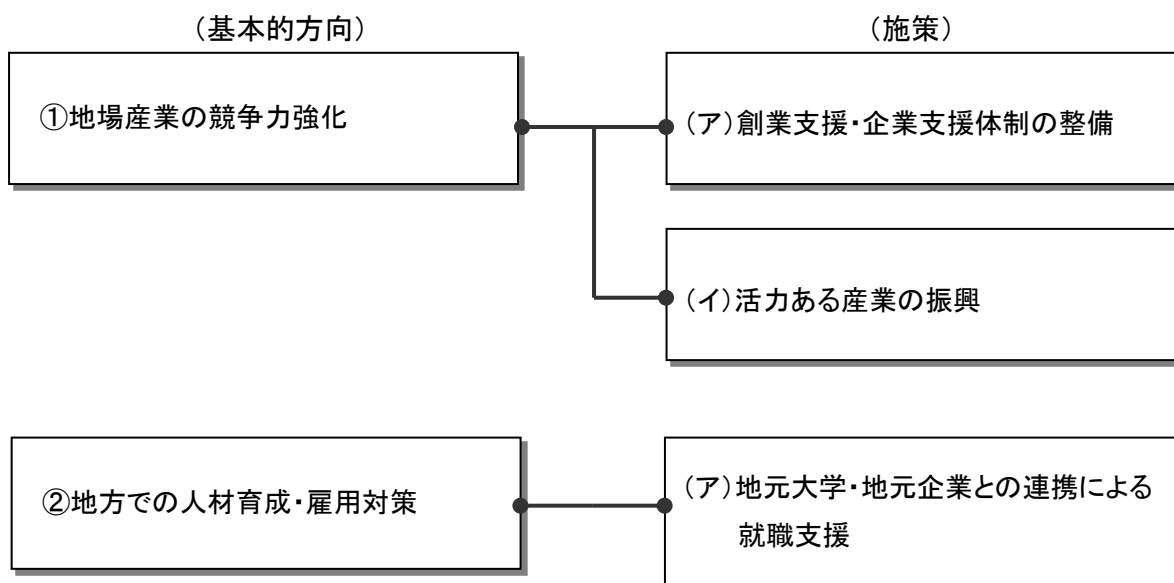 （基本的方向）
（施策）
①地場産業の競争力強化
（ア）創業支援・企業支援体制の整備
（イ）活力ある産業の振興
②地方での人材育成・雇用対策
（ア）地元大学・地元企業との連携による
就職支援